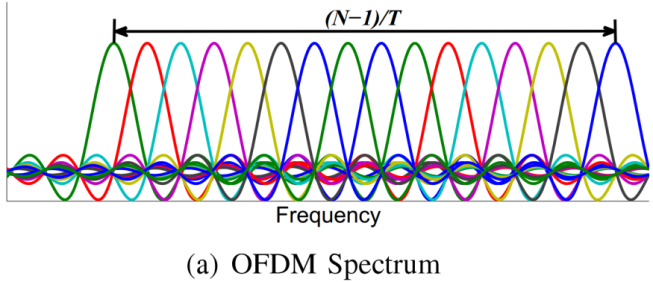 (N−1)/T
Frequency
(a) OFDM Spectrum